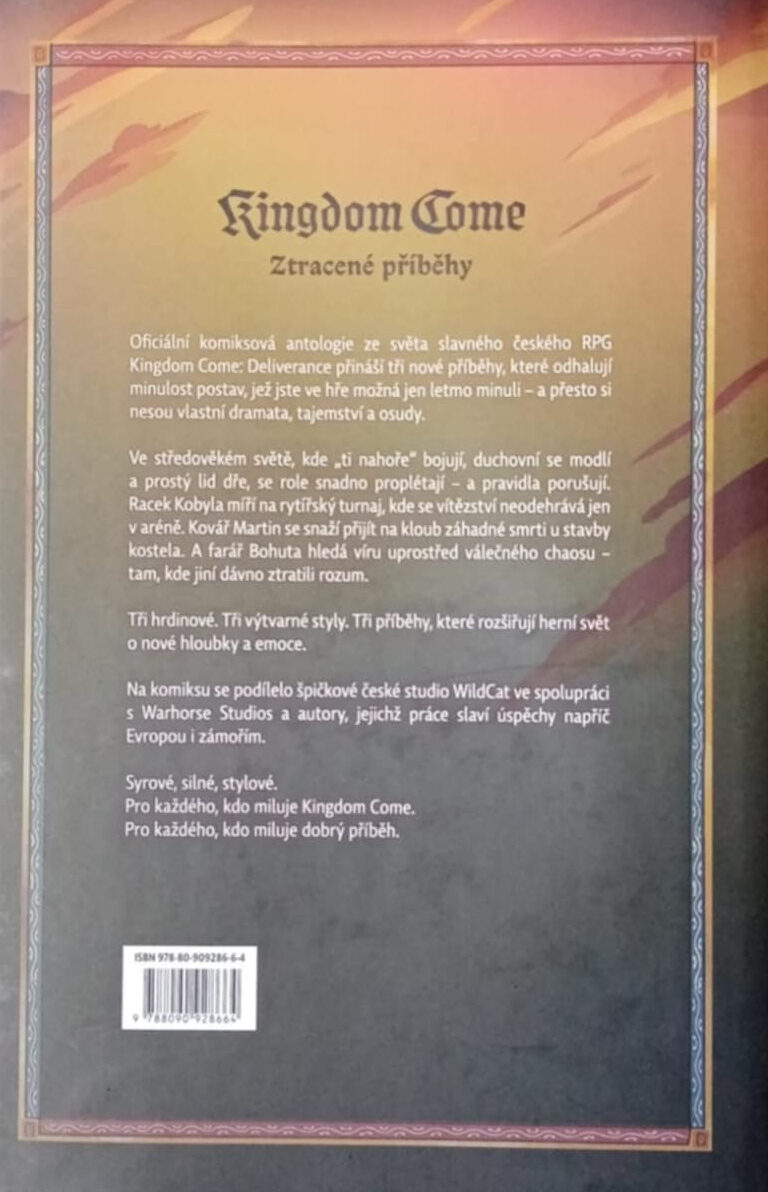 Kingdom Come
Ztracené příběhy
Oficiální komiksová antologie ze světa slavného českého RPG
Kingdom Come: Deliverance přináší tři nové příběhy, které odhalují
minulost postav, jež jste ve hře možná jen letmo minuli – a přesto si
nesou vlastní dramata, tajemství a osudy.
Ve středověkém světě, kde „ti nahoře“ bojují, duchovní se modlí
a prostý lid dře, se role snadno proplétají – a pravidla porušují.
Racek Kobyla míří na rytířský turnaj, kde se vítězství neodehrává jen
v aréně. Kovář Martin se snaží přijít na kloub záhadné smrti u stavby
kostela. A farář Bohuta hledá víru uprostřed válečného chaosu –
tam, kde jiní dávno ztratili rozum.
Tři hrdinové. Tři výtvarné styly. Tři příběhy, které rozšiřují herní svět
o nové hloubky a emoce.
Na komiksu se podílelo špičkové české studio WildCat ve spolupráci
s Warhorse Studios a autory, jejichž práce slaví úspěchy napříč
Evropou i zámořím.
Syrové, silné, stylové.
Pro každého, kdo miluje Kingdom Come.
Pro každého, kdo miluje dobrý příběh.
ISBN 978-80-909286-6-4
9 788090 928664